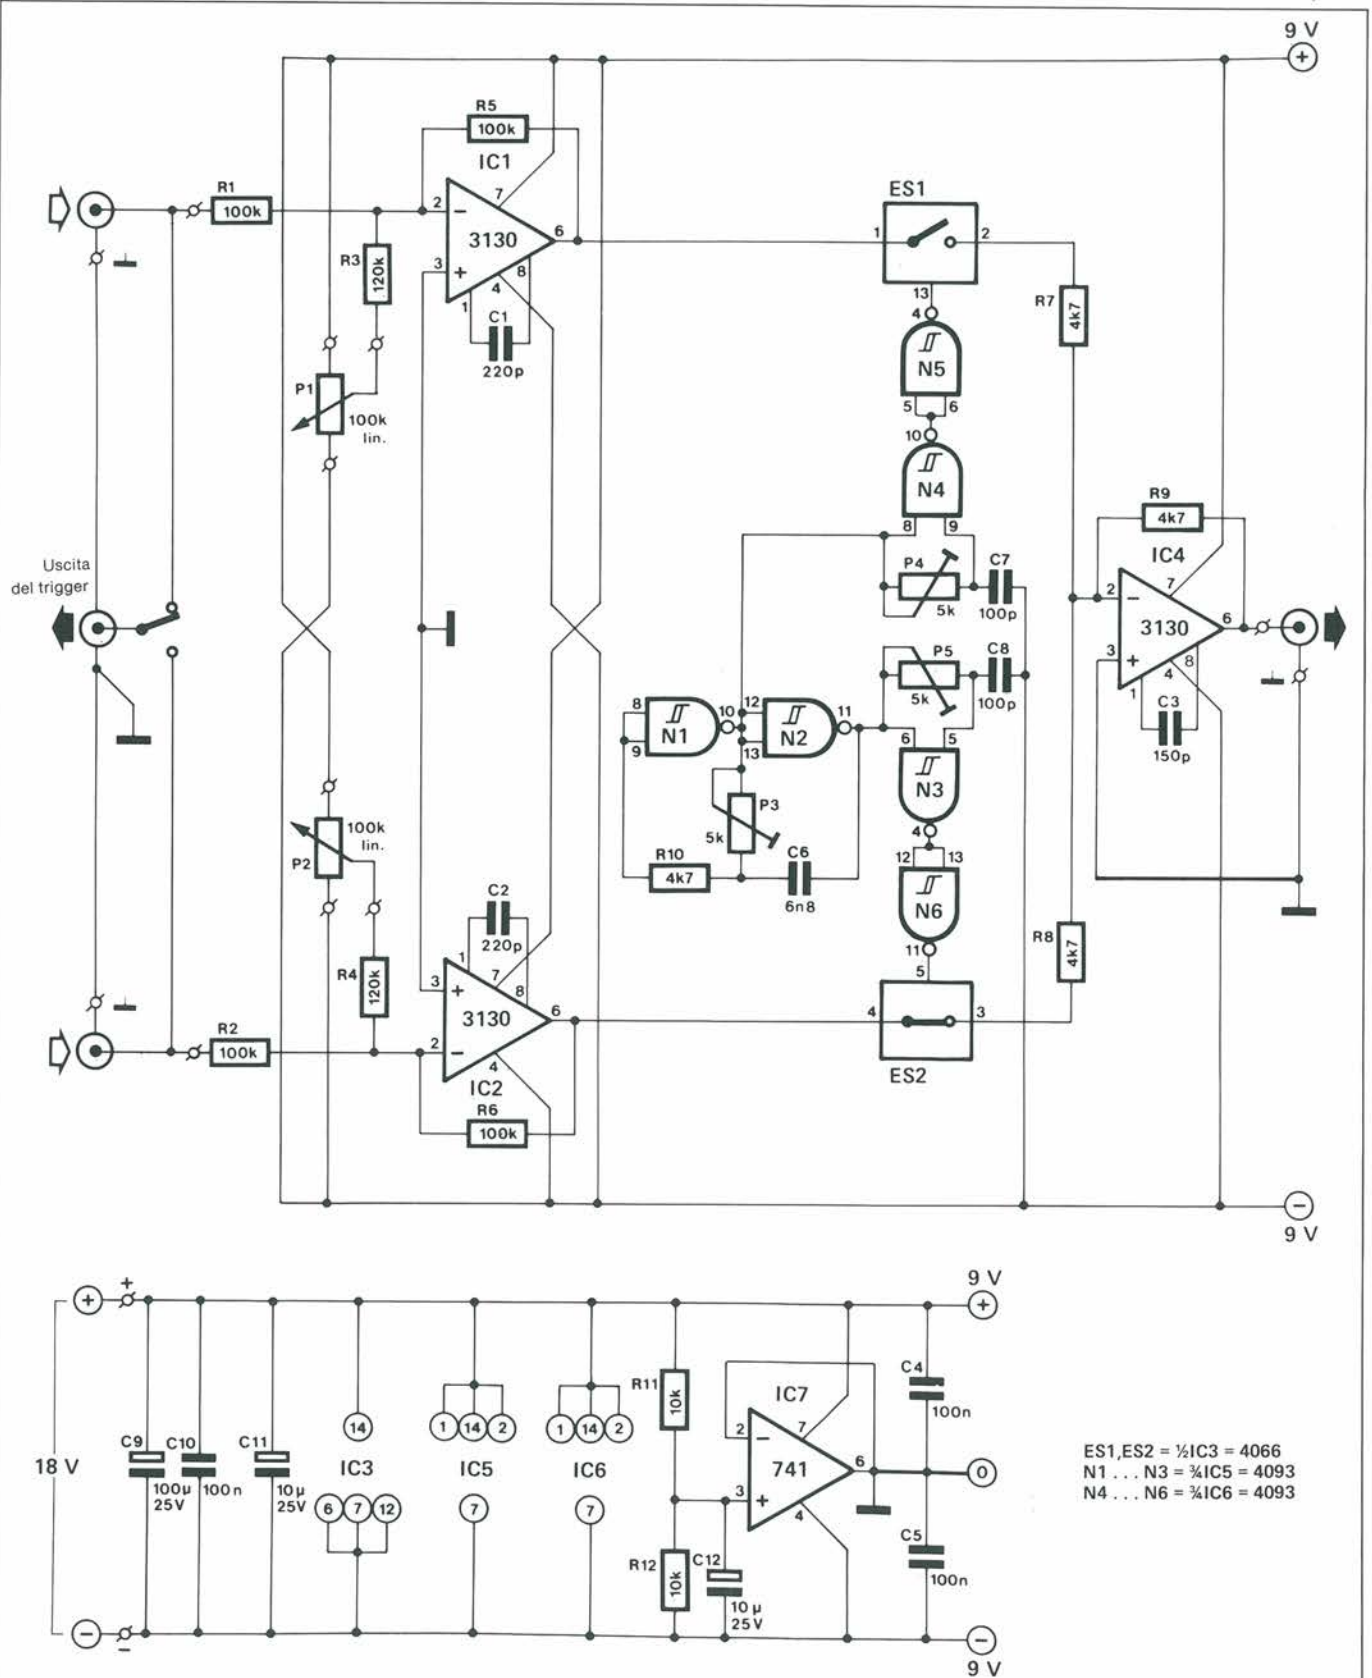 9 V
+
R5
100k
IC1
R1
100k
2
−
7
3130
6
3
+
8
4
1
C1
220p
R3
120k
P1
100k
lin.
ES1
1
2
13
4
N5
5
6
10
N4
8
9
P4
5k
C7
100p
R7
4k7
R9
4k7
IC4
2
−
7
3130
6
3
+
8
4
1
C3
150p
Uscita
del trigger
P5
5k
C8
100p
8
9
N1
10
12
13
N2
11
6
5
N3
4
P3
5k
R10
4k7
C6
6n8
12
13
N6
11
5
100k
lin.
P2
C2
220p
R4
120k
1
7
8
3
+
3130
6
2
−
4
IC2
R2
100k
R6
100k
4
3
ES2
R8
4k7
−
9 V
+
+
9 V
+
18 V
C9
100µ
25V
C10
100n
C11
10µ
25V
14
IC3
6
7
12
1
14
2
IC5
7
1
14
2
IC6
7
R11
10k
R12
10k
C12
10µ
25V
IC7
2
−
7
741
6
3
+
4
C4
100n
0
C5
100n
−
−
−
9 V
ES1,ES2 = ½IC3 = 4066
N1 . . . N3 = ¾IC5 = 4093
N4 . . . N6 = ¾IC6 = 4093